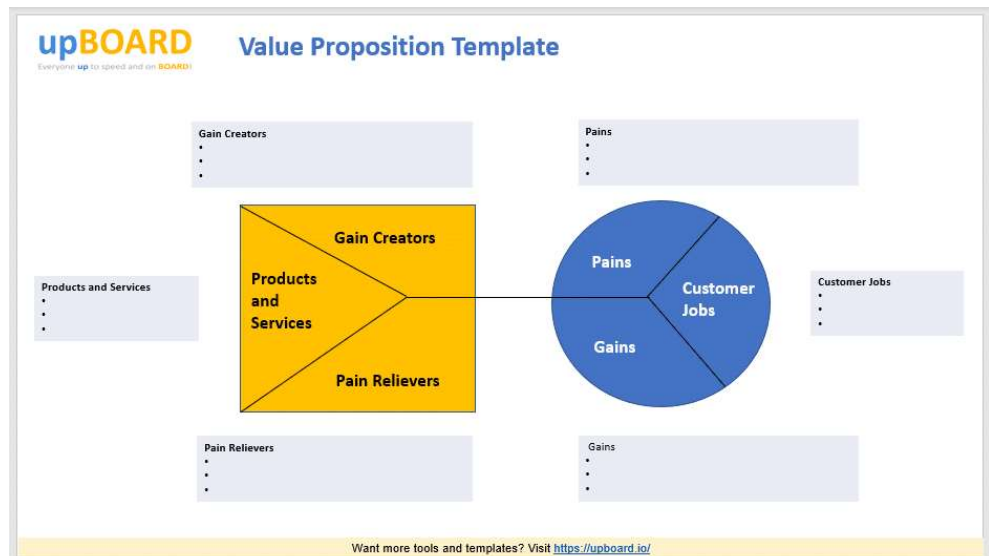 upBOARD
Everyone up to speed and on BOARD!
Value Proposition Template
Gain Creators
•
•
•
Pains
•
•
•
Gain Creators
Products
and
Services
Pain Relievers
Pains
Customer
Jobs
Gains
Products and Services
•
•
•
Customer Jobs
•
•
•
Pain Relievers
•
•
•
Gains
•
•
•
Want more tools and templates? Visit https://upboard.io/